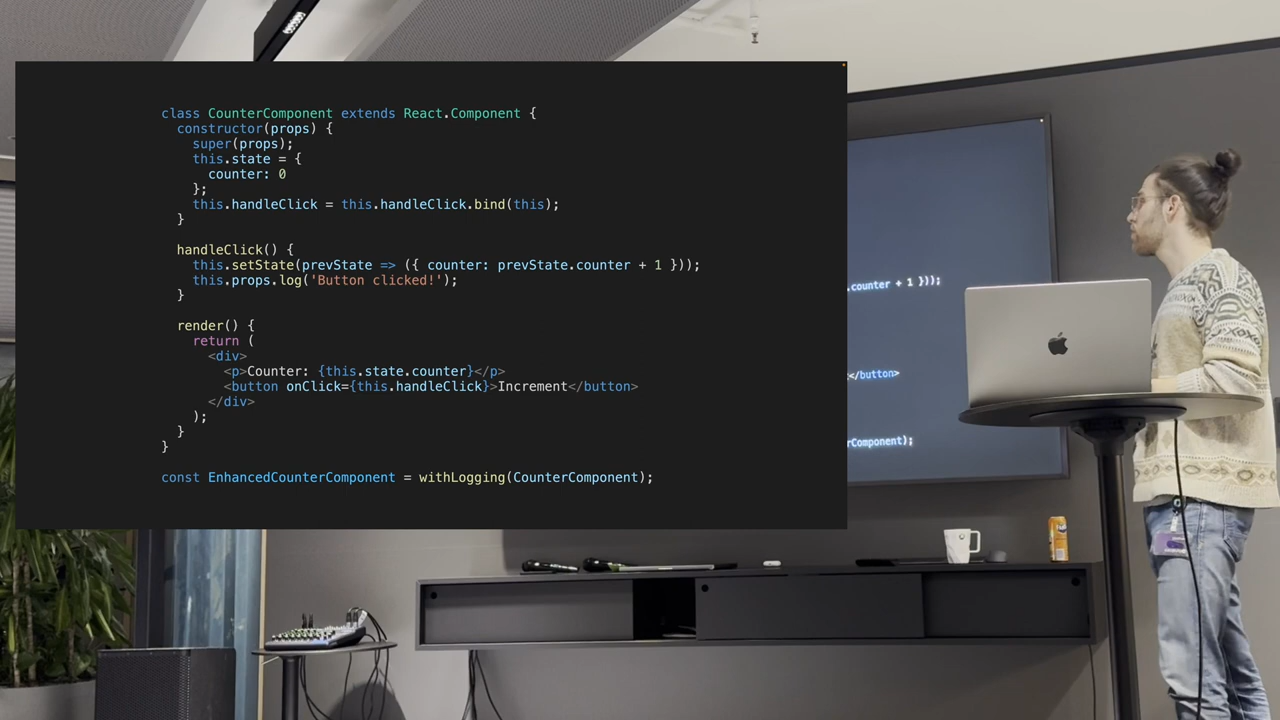 class CounterComponent extends React.Component {
constructor(props) {
super(props);
this.state = {
counter: 0
};
this.handleClick = this.handleClick.bind(this);
}
handleClick() {
this.setState(prevState => ({ counter: prevState.counter + 1 }));
this.props.log('Button clicked!');
}
render() {
return (
<div>
<p>Counter: {this.state.counter}</p>
<button onClick={this.handleClick}>Increment</button>
</div>
);
}
}
const EnhancedCounterComponent = withLogging(CounterComponent);
.counter + 1 }));
</button>
rComponent);